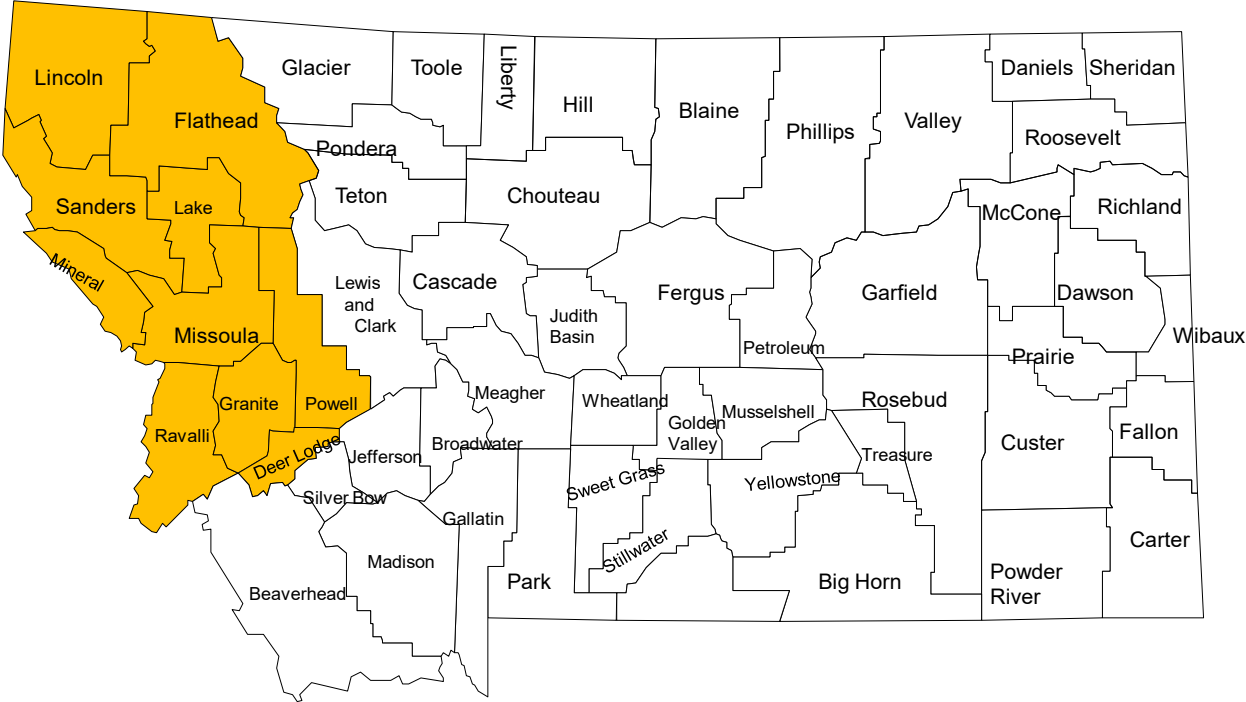 Lincoln
Glacier
Toole
Liberty
Daniels
Sheridan
Hill
Blaine
Flathead
Phillips
Valley
Roosevelt
Pondera
Teton
Chouteau
Sanders
Lake
McCone
Richland
Mineral
Lewis
and
Clark
Cascade
Fergus
Garfield
Dawson
Judith
Basin
Missoula
Petroleum
Prairie
Wibaux
Meagher
Wheatland
Granite
Powell
Golden
Valley
Musselshell
Rosebud
Ravalli
Deer Lodge
Jefferson
Broadwater
Custer
Fallon
Treasure
Sweet Grass
Yellowstone
Silver Bow
Gallatin
Stillwater
Carter
Madison
Beaverhead
Park
Big Horn
Powder
River